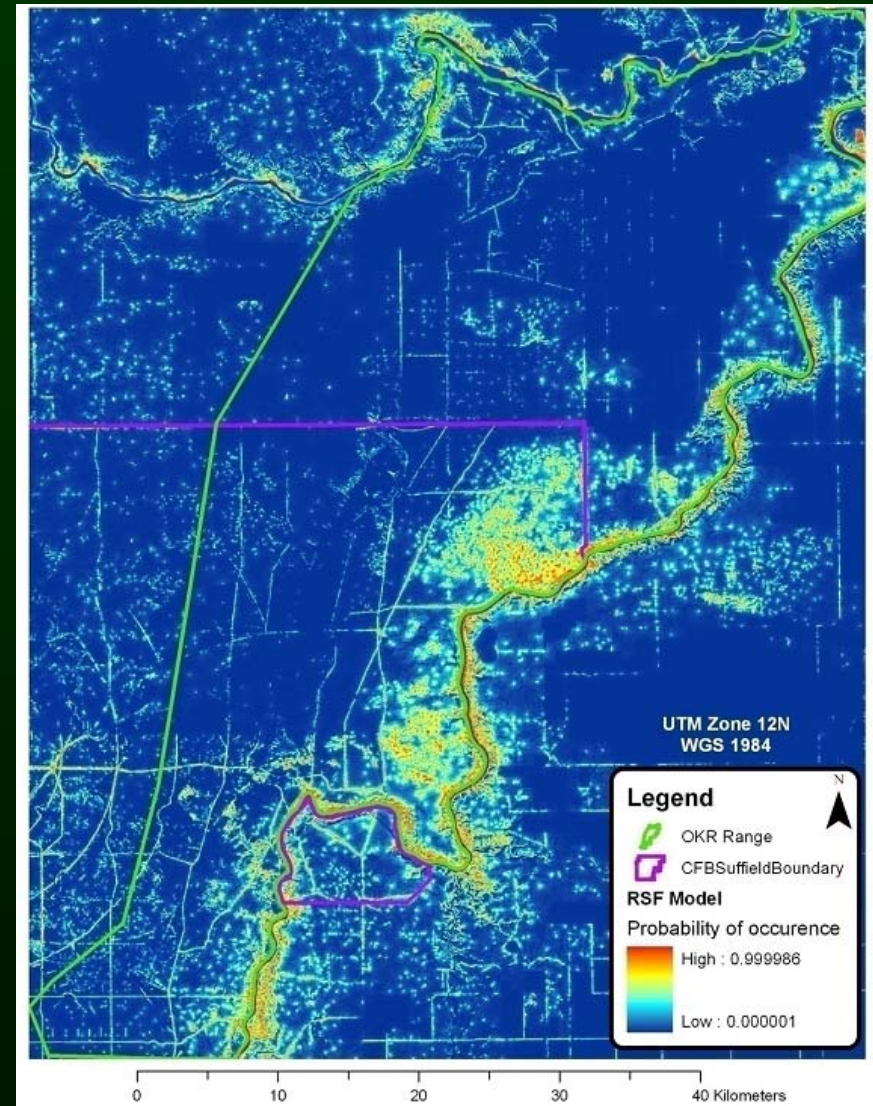 UTM Zone 12N
WGS 1984
N
Legend
OKR Range
CFBSuffieldBoundary
RSF Model
Probability of occurence
High : 0.999986
Low : 0.000001
0 10 20 30 40 Kilometers